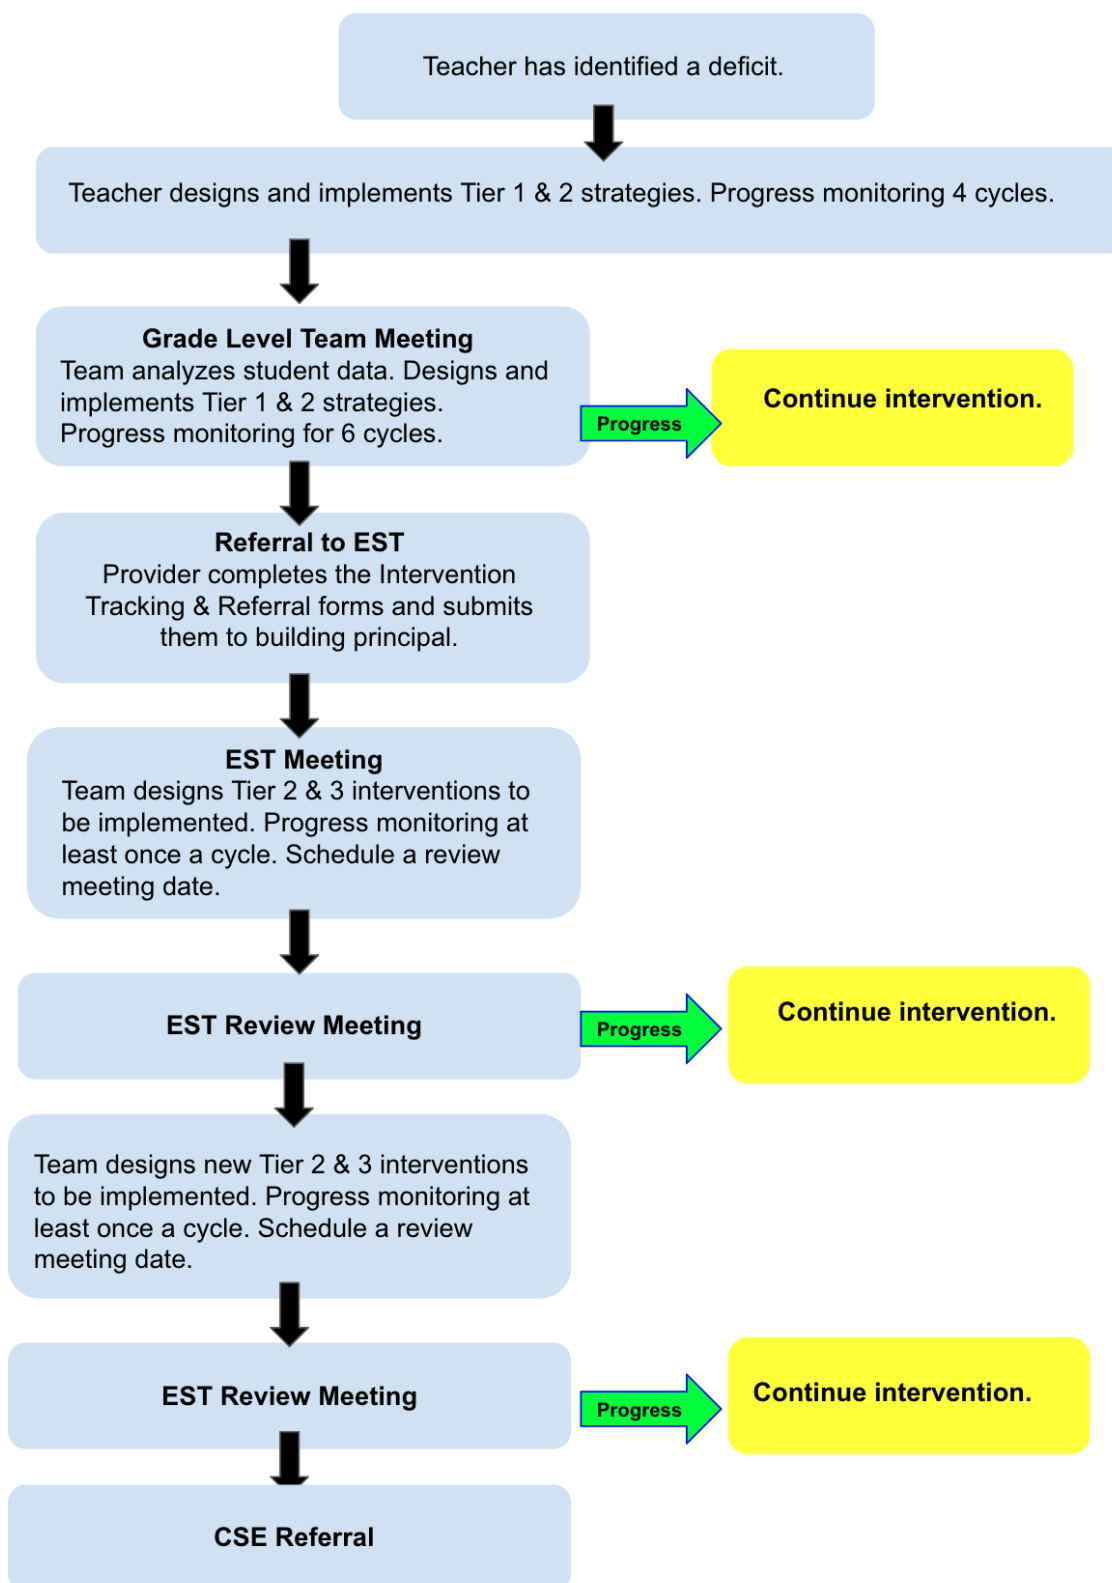 Teacher has identified a deficit.
Teacher designs and implements Tier 1 & 2 strategies. Progress monitoring 4 cycles.
Grade Level Team Meeting
Team analyzes student data. Designs and
implements Tier 1 & 2 strategies.
Progress monitoring for 6 cycles.
Progress
Continue intervention.
Referral to EST
Provider completes the Intervention
Tracking & Referral forms and submits
them to building principal.
EST Meeting
Team designs Tier 2 & 3 interventions to
be implemented. Progress monitoring at
least once a cycle. Schedule a review
meeting date.
EST Review Meeting
Progress
Continue intervention.
Team designs new Tier 2 & 3 interventions
to be implemented. Progress monitoring at
least once a cycle. Schedule a review
meeting date.
EST Review Meeting
Progress
Continue intervention.
CSE Referral